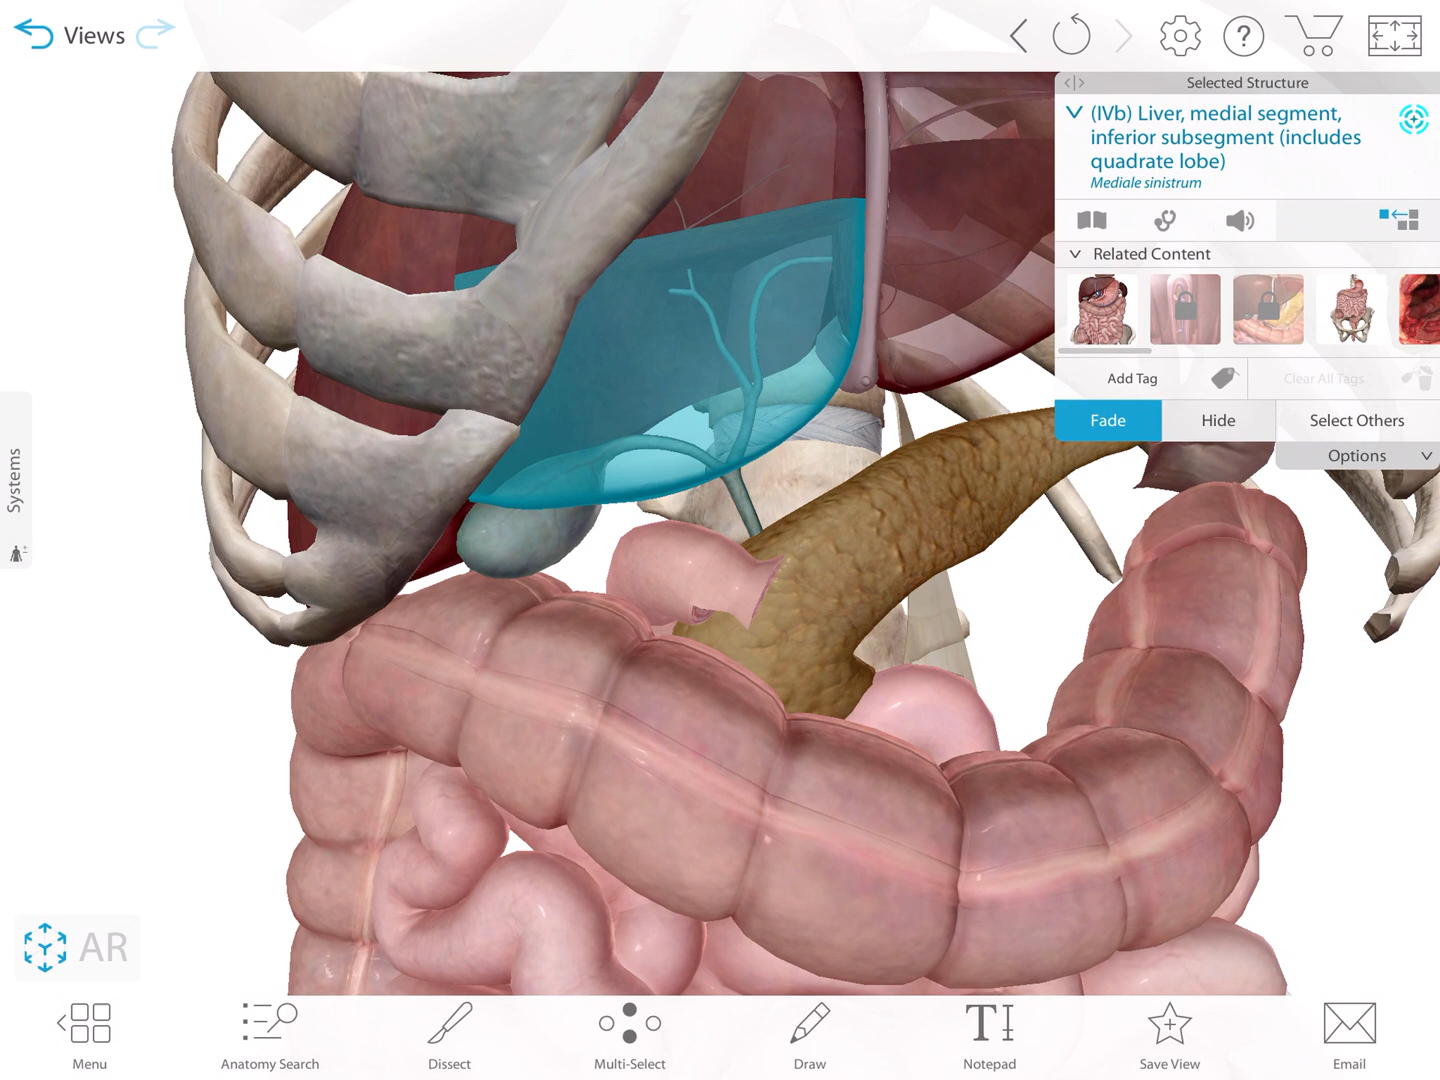 Views
?
Selected Structure
(IVb) Liver, medial segment,
inferior subsegment (includes
quadrate lobe)
Mediale sinistrum
Related Content
Add Tag
Clear All Tags
Fade
Hide
Select Others
Options
Systems
AR
Menu
Anatomy Search
Dissect
Multi-Select
Draw
T
Notepad
Save View
Email